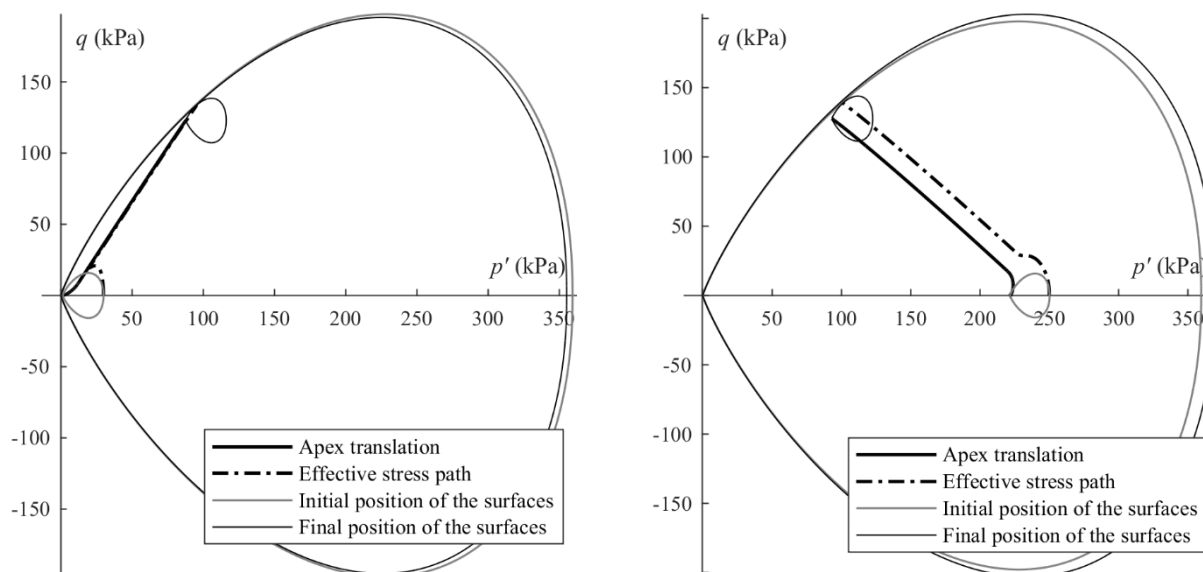 q (kPa)
150
100
50
p′ (kPa)
50
100
150
200
250
300
350
-50
-100
-150
Apex translation
Effective stress path
Initial position of the surfaces
Final position of the surfaces
q (kPa)
150
100
50
p′ (kPa)
50
100
150
200
250
300
350
-50
-100
-150
Apex translation
Effective stress path
Initial position of the surfaces
Final position of the surfaces